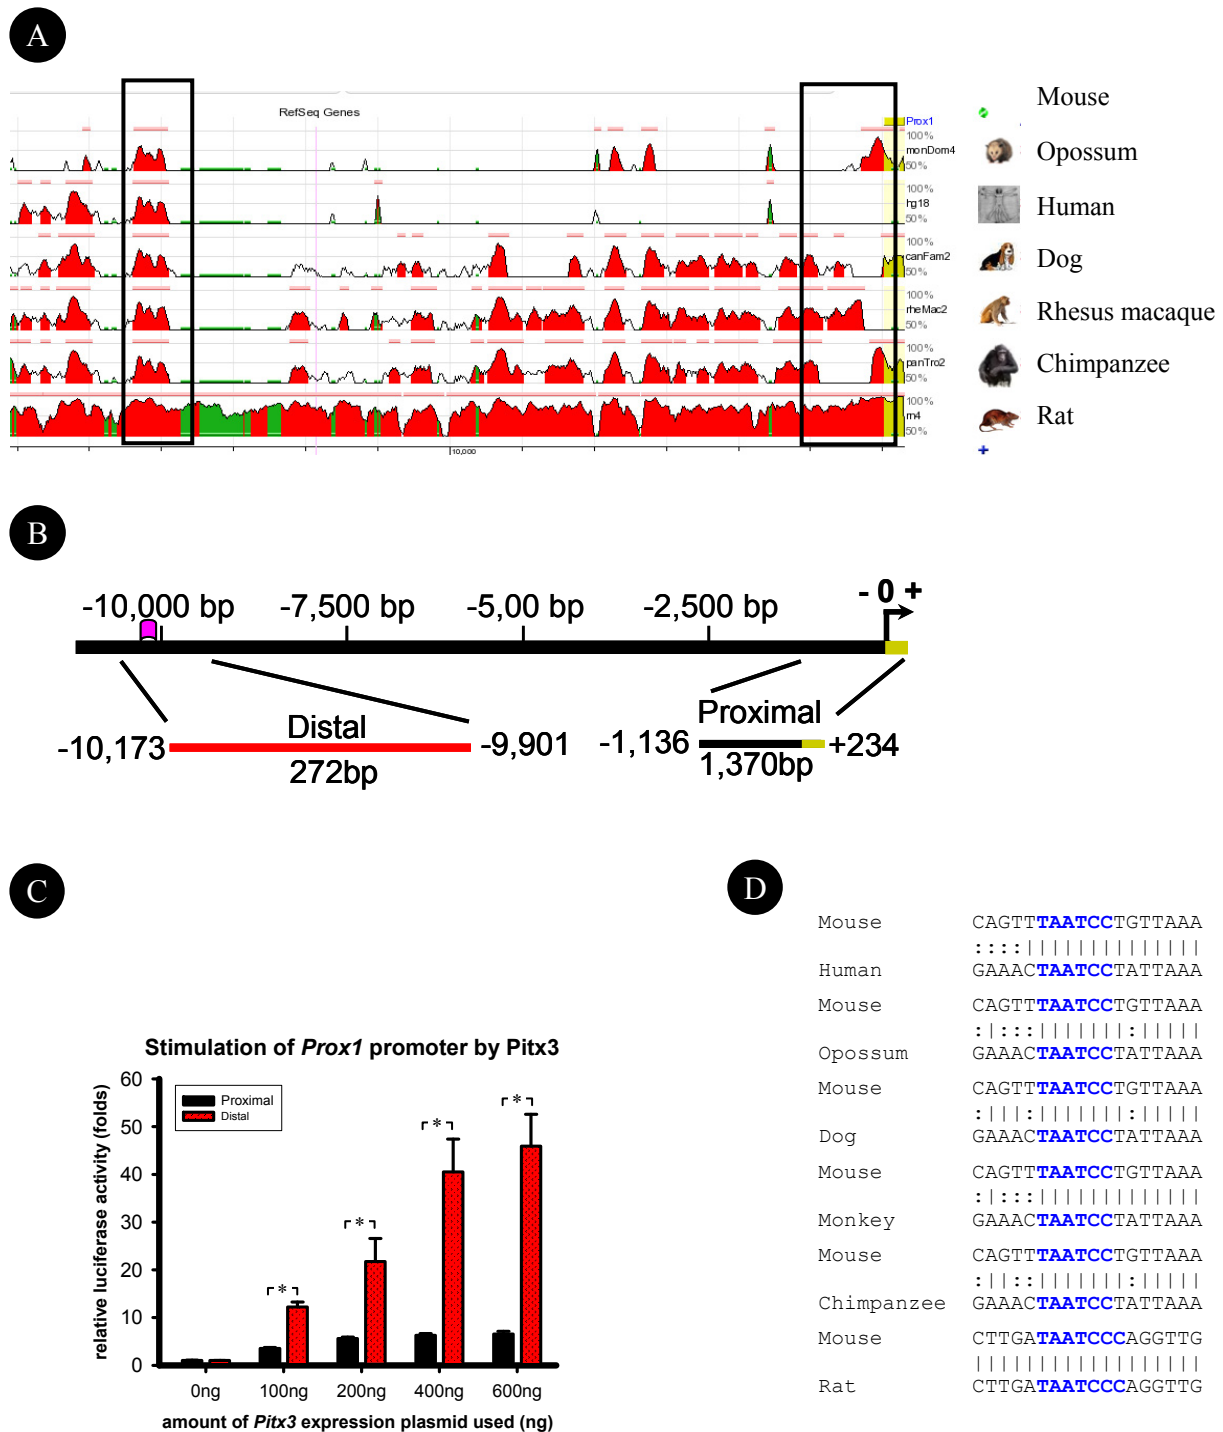 A
RefSeq Genes
Prox1
100%
monDom4
50%
100%
hg18
50%
100%
canFam2
50%
100%
rheMac2
50%
100%
panTro2
50%
100%
rn4
50%
10,000
Mouse
Opossum
Human
Dog
Rhesus macaque
Chimpanzee
Rat
B
-10,000 bp -7,500 bp -5,00 bp -2,500 bp - 0 +
Distal
-10,173 -9,901
272bp
Proximal
-1,136 +234
1,370bp
C
Stimulation of Prox1 promoter by Pitx3
relative luciferase activity (folds)
60
50
40
30
20
10
0
Proximal
Distal
* * * *
0ng 100ng 200ng 400ng 600ng
amount of Pitx3 expression plasmid used (ng)
D
Mouse CAGTTTAATCCTGTTAAA
::::||||||||||||||
Human GAAACTAATCCTATTAAA
Mouse CAGTTTAATCCTGTTAAA
:|:::|||||||:|||||
Opossum GAAACTAATCCTATTAAA
Mouse CAGTTTAATCCTGTTAAA
:|||:|||||||:|||||
Dog GAAACTAATCCTATTAAA
Mouse CAGTTTAATCCTGTTAAA
:|:::|||||||||||||
Monkey GAAACTAATCCTATTAAA
Mouse CAGTTTAATCCTGTTAAA
:||::|||||||:|||||
Chimpanzee GAAACTAATCCTATTAAA
Mouse CTTGATAATCCCAGGTTG
||||||||||||||||||
Rat CTTGATAATCCCAGGTTG